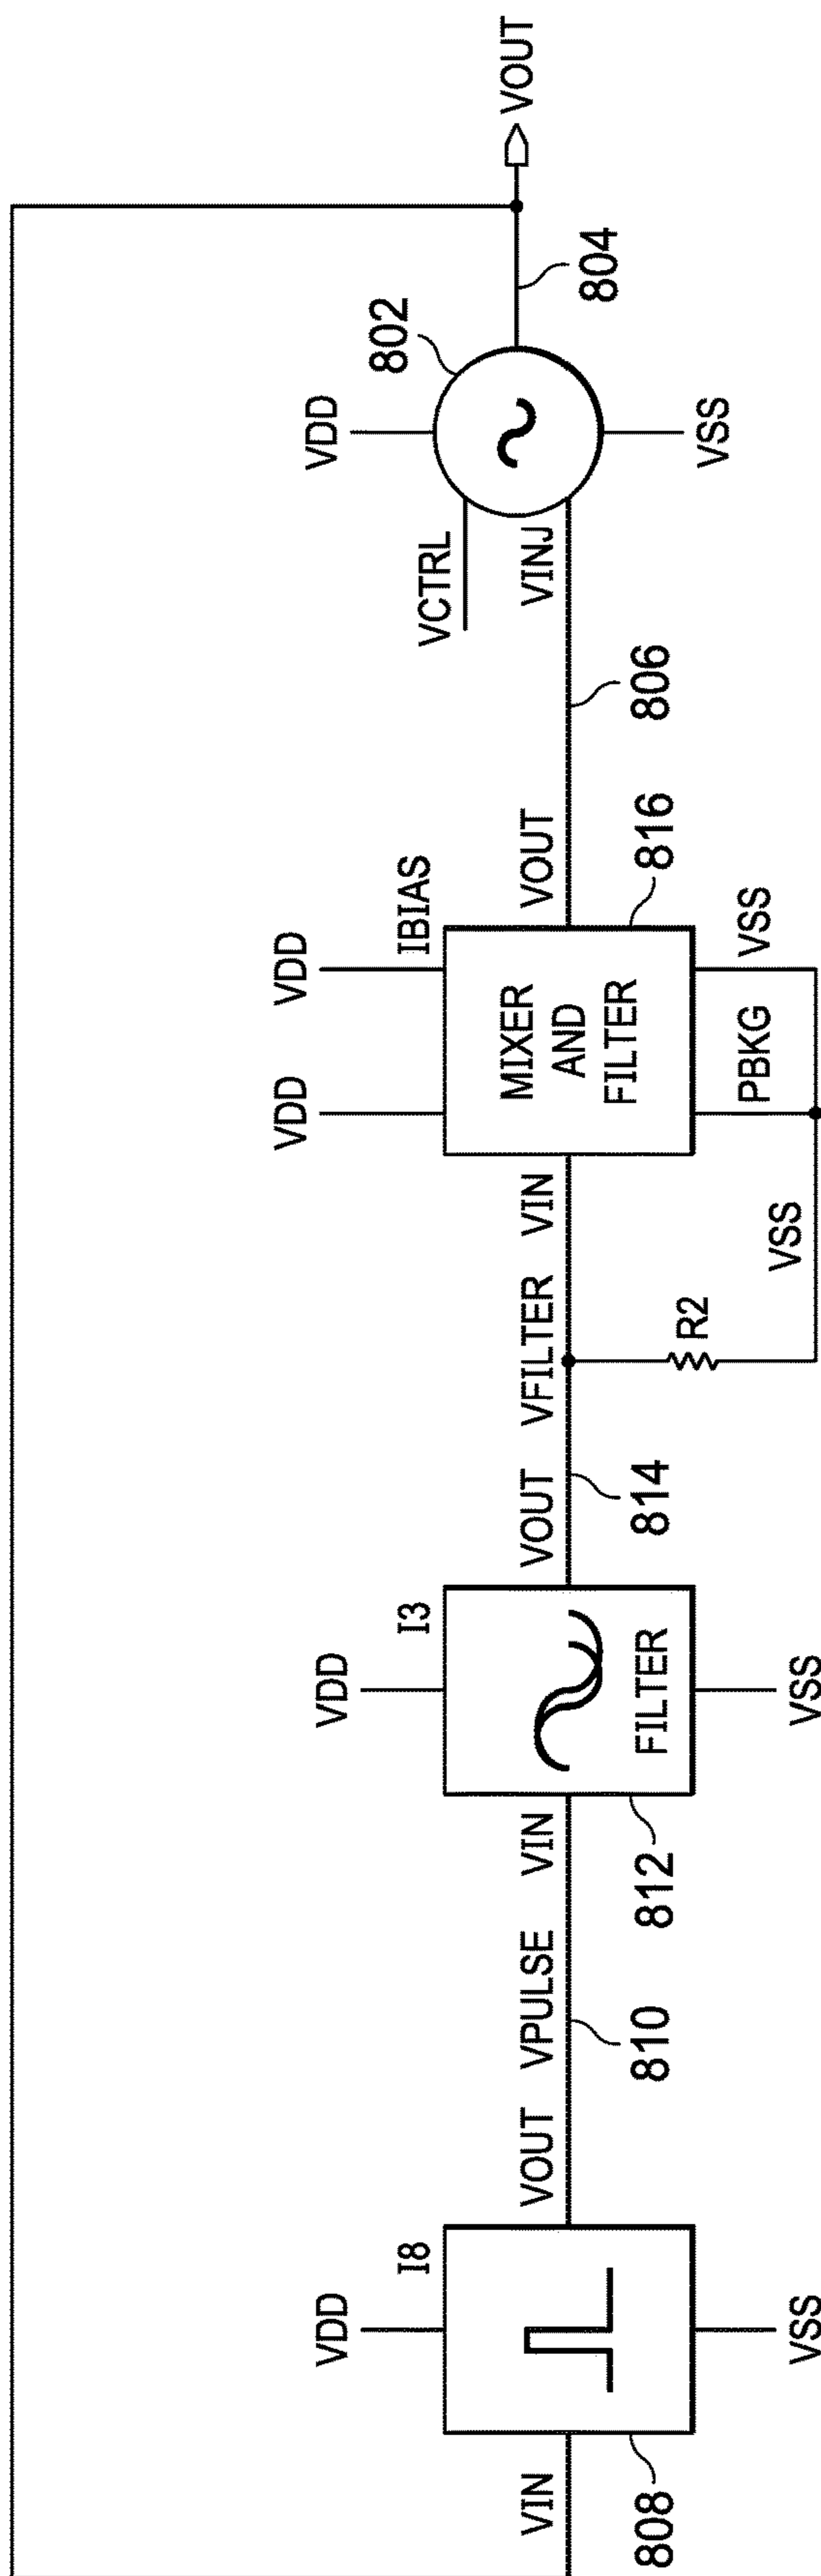 VIN
808
VDD
I8
VSS
VOUT
VPULSE
810
VIN
812
VDD
I3
FILTER
VSS
VOUT
814
VFILTER
R2
VSS
VIN
VDD
VDD
IBIAS
MIXER
AND
FILTER
PBKG
VSS
816
VOUT
806
VINJ
VCTRL
VDD
802
VSS
804
VOUT